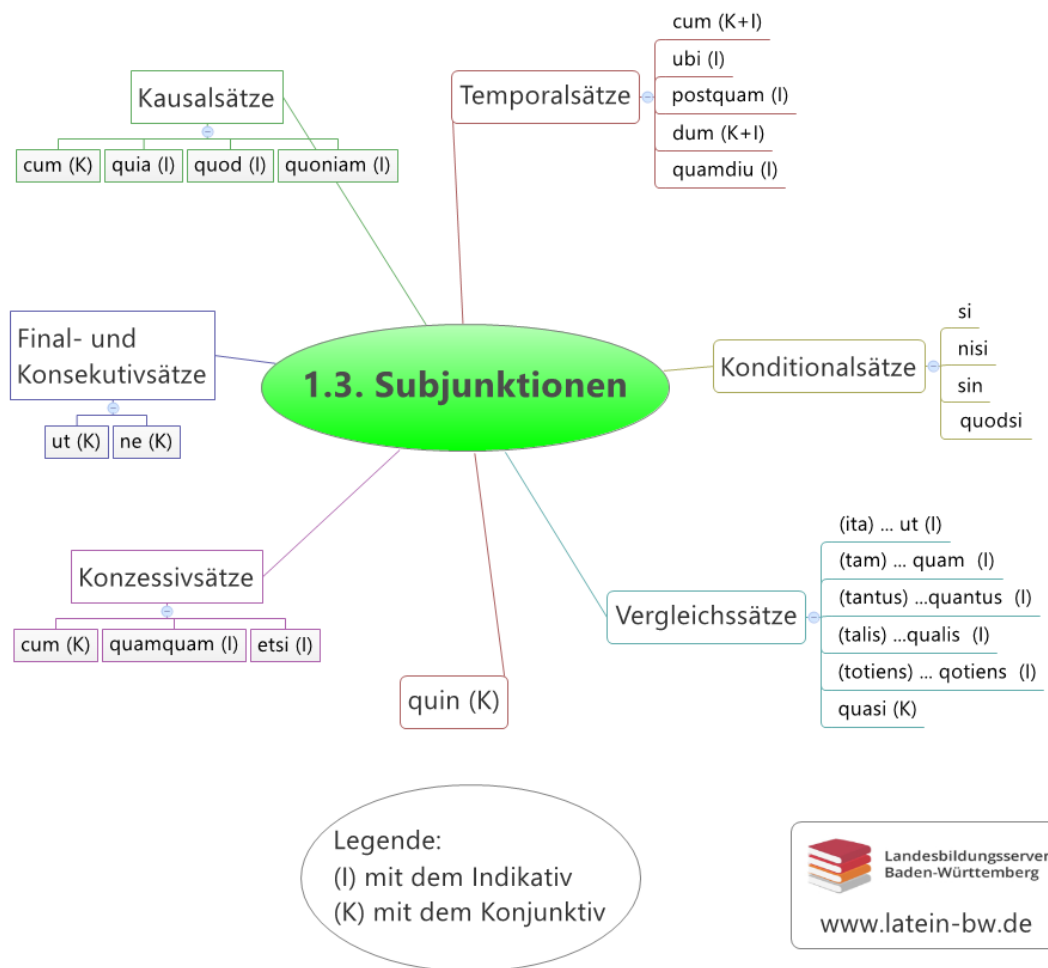 1.3. Subjunktionen
Kausalsätze
cum (K)
quia (I)
quod (I)
quoniam (I)
Temporalsätze
cum (K+I)
ubi (I)
postquam (I)
dum (K+I)
quamdiu (I)
Final- und
Konsekutivsätze
ut (K)
ne (K)
Konditionalsätze
si
nisi
sin
quodsi
Konzessivsätze
cum (K)
quamquam (I)
etsi (I)
quin (K)
Vergleichssätze
(ita) ... ut (I)
(tam) ... quam (I)
(tantus) ...quantus (I)
(talis) ...qualis (I)
(totiens) ... qotiens (I)
quasi (K)
Legende:
(I) mit dem Indikativ
(K) mit dem Konjunktiv
Landesbildungsserver
Baden-Württemberg
www.latein-bw.de